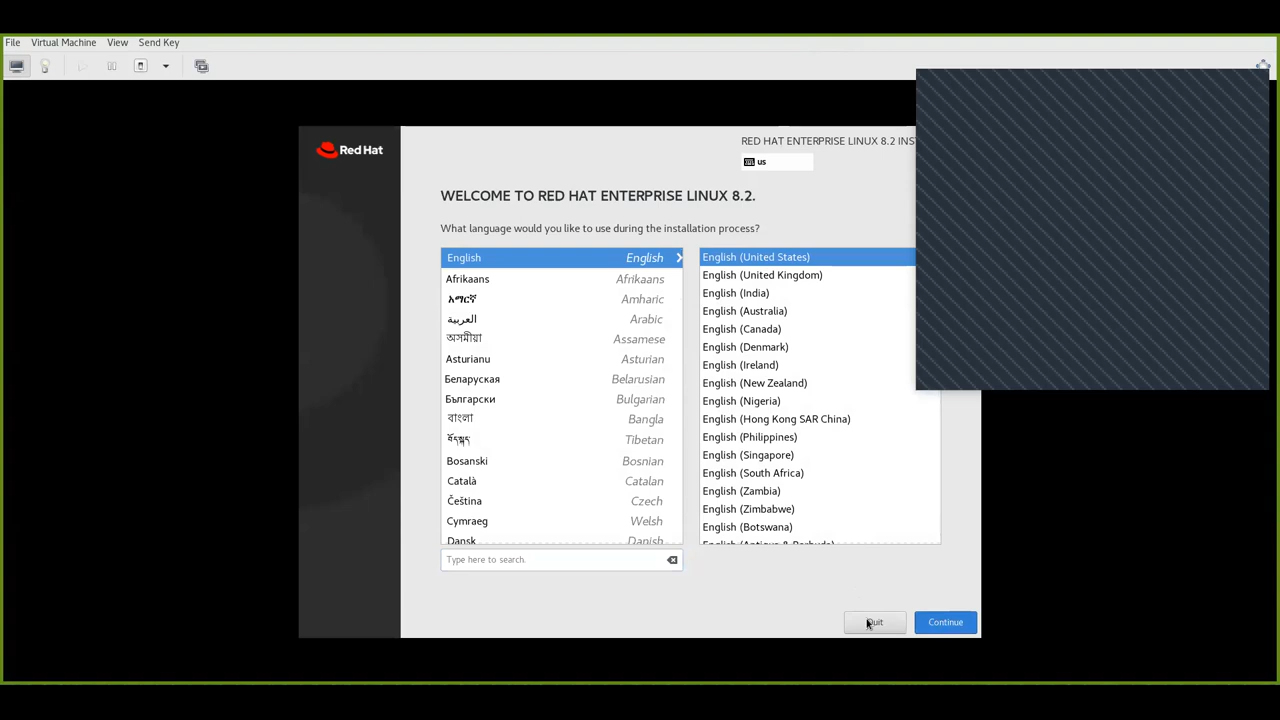 File Virtual Machine View Send Key
Red Hat
RED HAT ENTERPRISE LINUX 8.2 INS
us
WELCOME TO RED HAT ENTERPRISE LINUX 8.2.
What language would you like to use during the installation process?
English English
Afrikaans Afrikaans
አማርኛ Amharic
العربية Arabic
অসমীয়া Assamese
Asturianu Asturian
Беларуская Belarusian
Български Bulgarian
বাংলা Bangla
བོད་སྐད་ Tibetan
Bosanski Bosnian
Català Catalan
Čeština Czech
Cymraeg Welsh
Dansk Danish
Type here to search.
English (United States)
English (United Kingdom)
English (India)
English (Australia)
English (Canada)
English (Denmark)
English (Ireland)
English (New Zealand)
English (Nigeria)
English (Hong Kong SAR China)
English (Philippines)
English (Singapore)
English (South Africa)
English (Zambia)
English (Zimbabwe)
English (Botswana)
English (Antigua & Barbuda)
Quit Continue